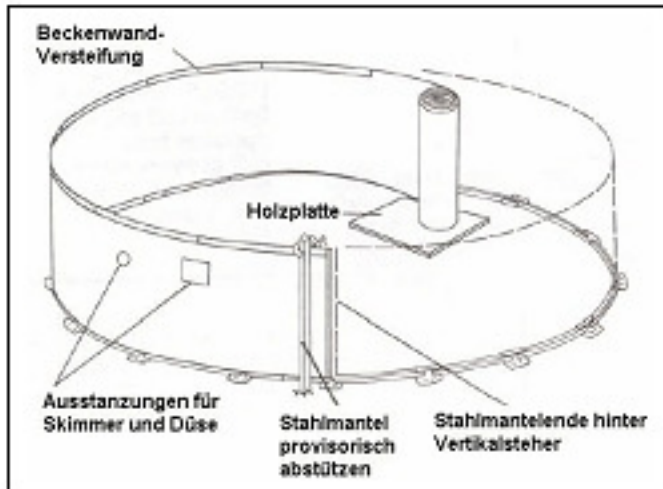 Beckenwand-
Versteifung
Holzplatte
Ausstanzungen für
Skimmer und Düse
Stahlmantel
provisorisch
abstützen
Stahlmantelende hinter
Vertikalsteher